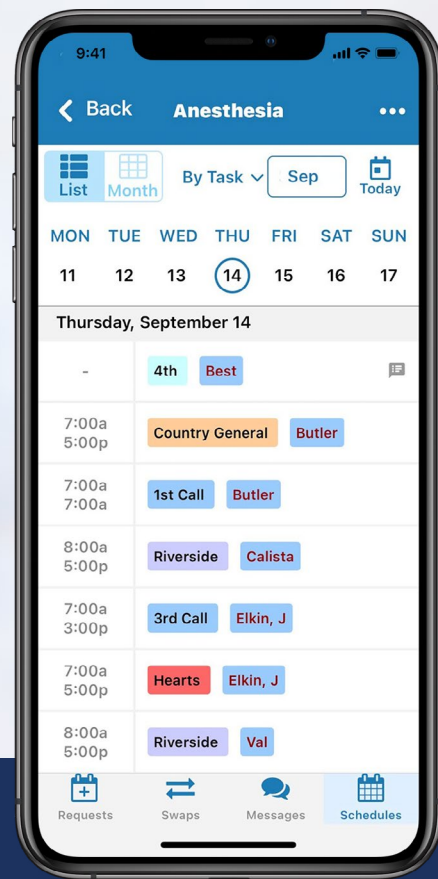 9:41
Back Anesthesia
List Month By Task Sep Today
MON TUE WED THU FRI SAT SUN
11 12 13 14 15 16 17
Thursday, September 14
- 4th Best
7:00a
5:00p
Country General Butler
7:00a
7:00a
1st Call Butler
8:00a
5:00p
Riverside Calista
7:00a
3:00p
3rd Call Elkin, J
7:00a
5:00p
Hearts Elkin, J
8:00a
5:00p
Riverside Val
Requests Swaps Messages Schedules